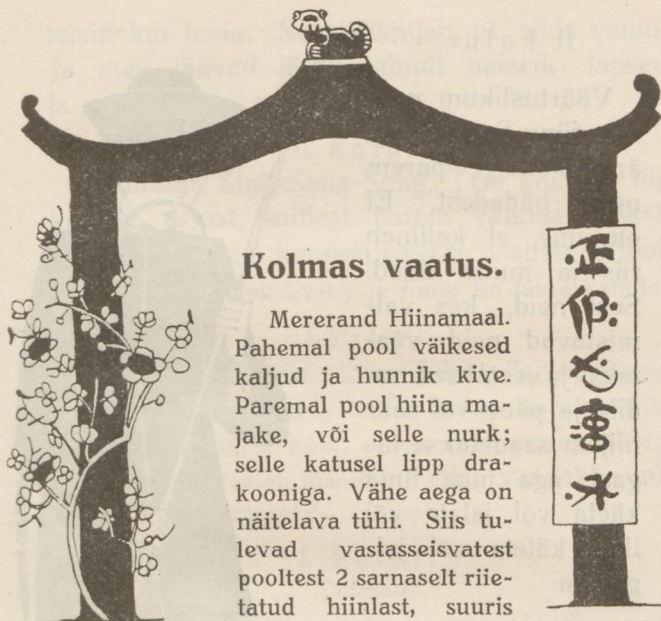 Kolmas vaatus.
Mererand Hiinamaal.
Pahemal pool väikesed
kaljud ja hunnik kive.
Paremal pool hiina ma-
jake, või selle nurk;
selle katusel lipp dra-
kooniga. Vähe aega on
näitelava tühi. Siis tu-
levad vastasseisvatest
pooltest 2 sarnaselt riie-
tatud hiinlast, suuris